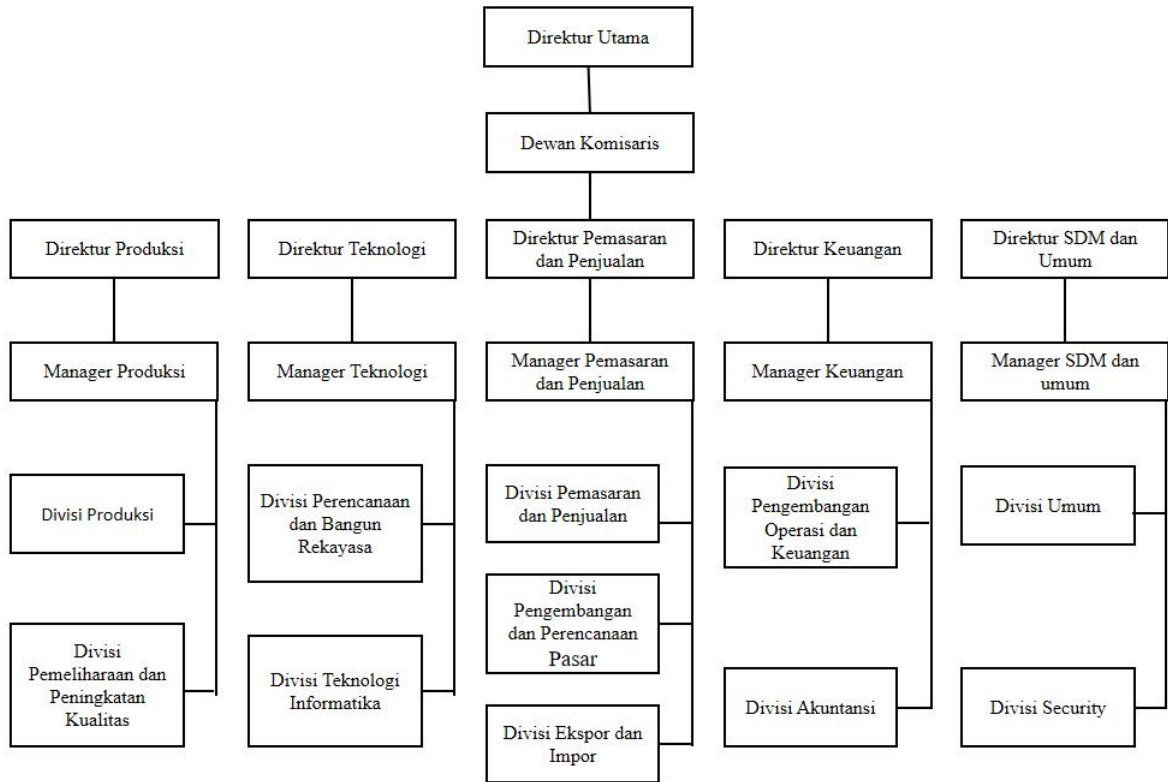 Direktur Utama
Dewan Komisaris
Direktur Produksi
Direktur Teknologi
Direktur Pemasaran
dan Penjualan
Direktur Keuangan
Direktur SDM dan
Umum
Manager Produksi
Manager Teknologi
Manager Pemasaran
dan Penjualan
Manager Keuangan
Manager SDM dan
umum
Divisi Produksi
Divisi Perencanaan
dan Bangun
Rekayasa
Divisi Pemasaran
dan Penjualan
Divisi
Pengembangan
Operasi dan
Keuangan
Divisi Umum
Divisi
Pengembangan
dan Perencanaan
Pasar
Divisi
Pemeliharaan dan
Peningkatan
Kualitas
Divisi Teknologi
Informatika
Divisi Ekspor dan
Impor
Divisi Akuntansi
Divisi Security